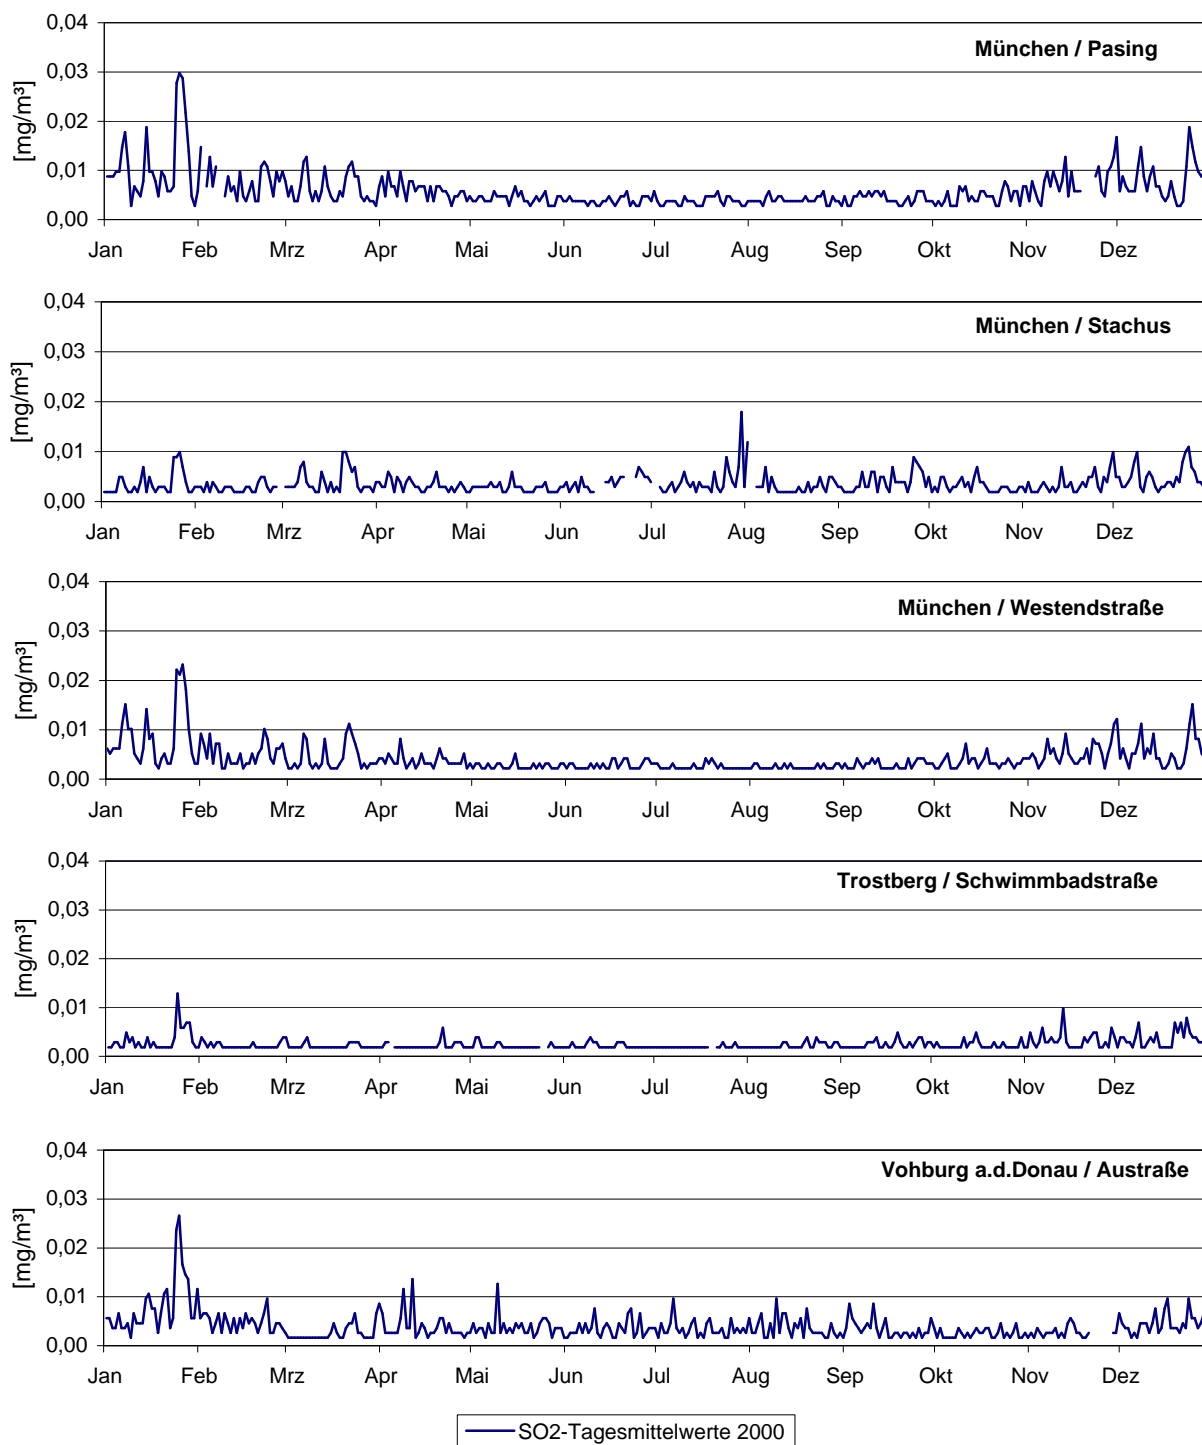 0,04
München / Pasing
0,03
0,02
0,01
0,00
[mg/m³]
Jan Feb Mrz Apr Mai Jun Jul Aug Sep Okt Nov Dez
0,04
München / Stachus
0,03
0,02
0,01
0,00
[mg/m³]
Jan Feb Mrz Apr Mai Jun Jul Aug Sep Okt Nov Dez
0,04
München / Westendstraße
0,03
0,02
0,01
0,00
[mg/m³]
Jan Feb Mrz Apr Mai Jun Jul Aug Sep Okt Nov Dez
0,04
Trostberg / Schwimmbadstraße
0,03
0,02
0,01
0,00
[mg/m³]
Jan Feb Mrz Apr Mai Jun Jul Aug Sep Okt Nov Dez
0,04
Vohburg a.d.Donau / Austraße
0,03
0,02
0,01
0,00
[mg/m³]
Jan Feb Mrz Apr Mai Jun Jul Aug Sep Okt Nov Dez
SO2-Tagesmittelwerte 2000